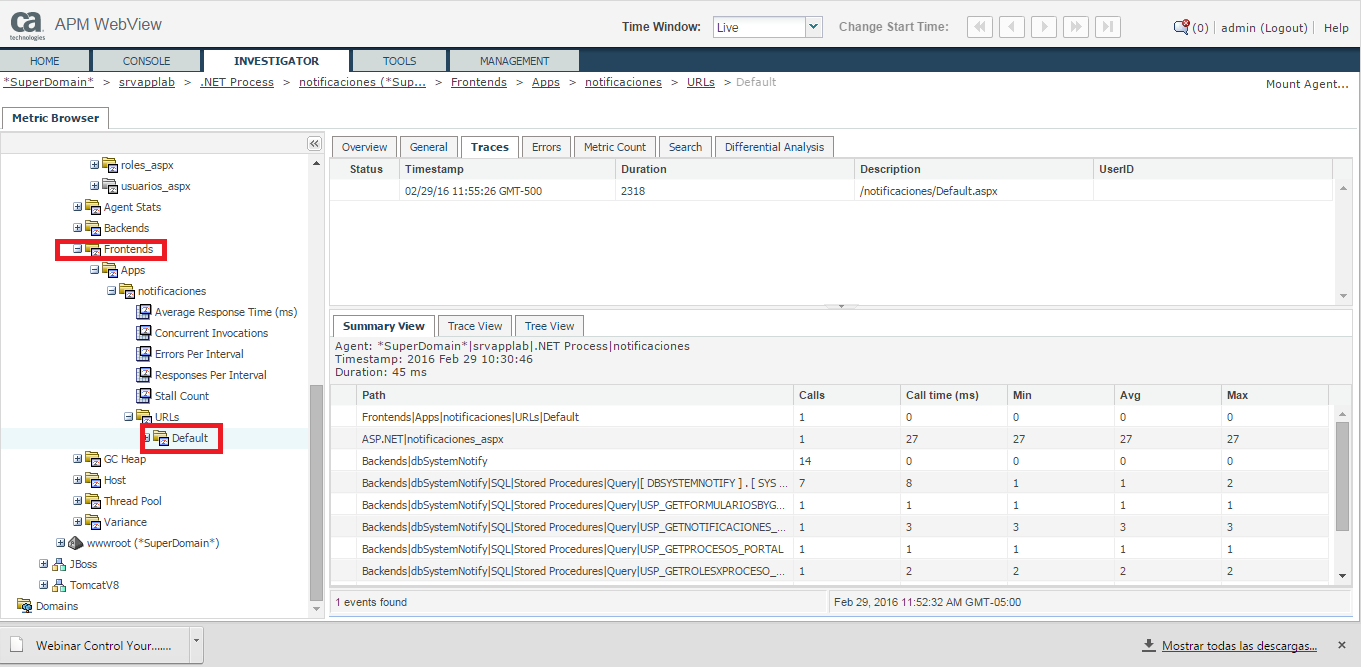 ca technologies APM WebView Time Window: Live Change Start Time: (0) admin (Logout) Help
HOME CONSOLE INVESTIGATOR TOOLS MANAGEMENT
*SuperDomain* > srvapplab > .NET Process > notificaciones (*Sup... > Frontends > Apps > notificaciones > URLs > Default Mount Agent...
Metric Browser
roles_aspx
usuarios_aspx
Agent Stats
Backends
Frontends
Apps
notificaciones
Average Response Time (ms)
Concurrent Invocations
Errors Per Interval
Responses Per Interval
Stall Count
URLs
Default
GC Heap
Host
Thread Pool
Variance
wwwroot (*SuperDomain*)
JBoss
TomcatV8
Domains
Overview General Traces Errors Metric Count Search Differential Analysis
Status Timestamp Duration Description UserID
02/29/16 11:55:26 GMT-500 2318 /notificaciones/Default.aspx
Summary View Trace View Tree View
Agent: *SuperDomain*|srvapplab|.NET Process|notificaciones
Timestamp: 2016 Feb 29 10:30:46
Duration: 45 ms
Path Calls Call time (ms) Min Avg Max
Frontends|Apps|notificaciones|URLs|Default 1 0 0 0 0
ASP.NET|notificaciones_aspx 1 27 27 27 27
Backends|dbSystemNotify 14 0 0 0 0
Backends|dbSystemNotify|SQL|Stored Procedures|Query|[ DBSYSTEMNOTIFY ] . [ SYS ... 7 8 1 1 2
Backends|dbSystemNotify|SQL|Stored Procedures|Query|USP_GETFORMULARIOSBYG... 1 1 1 1 1
Backends|dbSystemNotify|SQL|Stored Procedures|Query|USP_GETNOTIFICACIONES_... 1 3 3 3 3
Backends|dbSystemNotify|SQL|Stored Procedures|Query|USP_GETPROCESOS_PORTAL 1 1 1 1 1
Backends|dbSystemNotify|SQL|Stored Procedures|Query|USP_GETROLESXPROCESO_... 1 2 2 2 2
1 events found Feb 29, 2016 11:52:32 AM GMT-05:00
Webinar Control Your....... Mostrar todas las descargas...